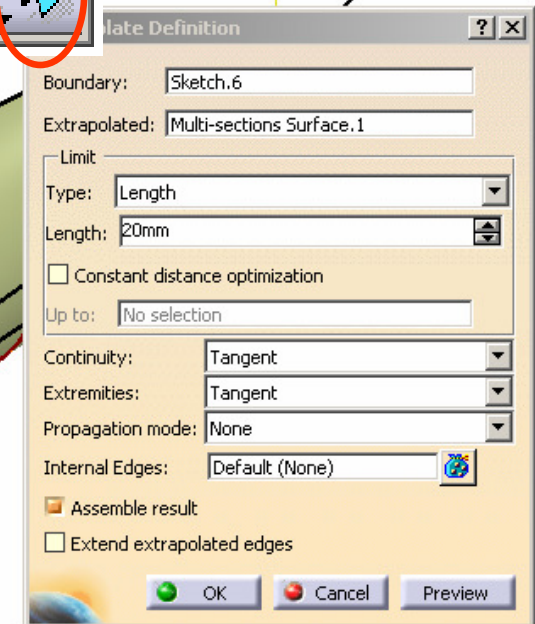 late Definition ?
Boundary: Sketch.6
Extrapolated: Multi-sections Surface.1
Limit
Type: Length
Length: 20mm
Constant distance optimization
Up to: No selection
Continuity: Tangent
Extremities: Tangent
Propagation mode: None
Internal Edges: Default (None)
Assemble result
Extend extrapolated edges
OK Cancel Preview